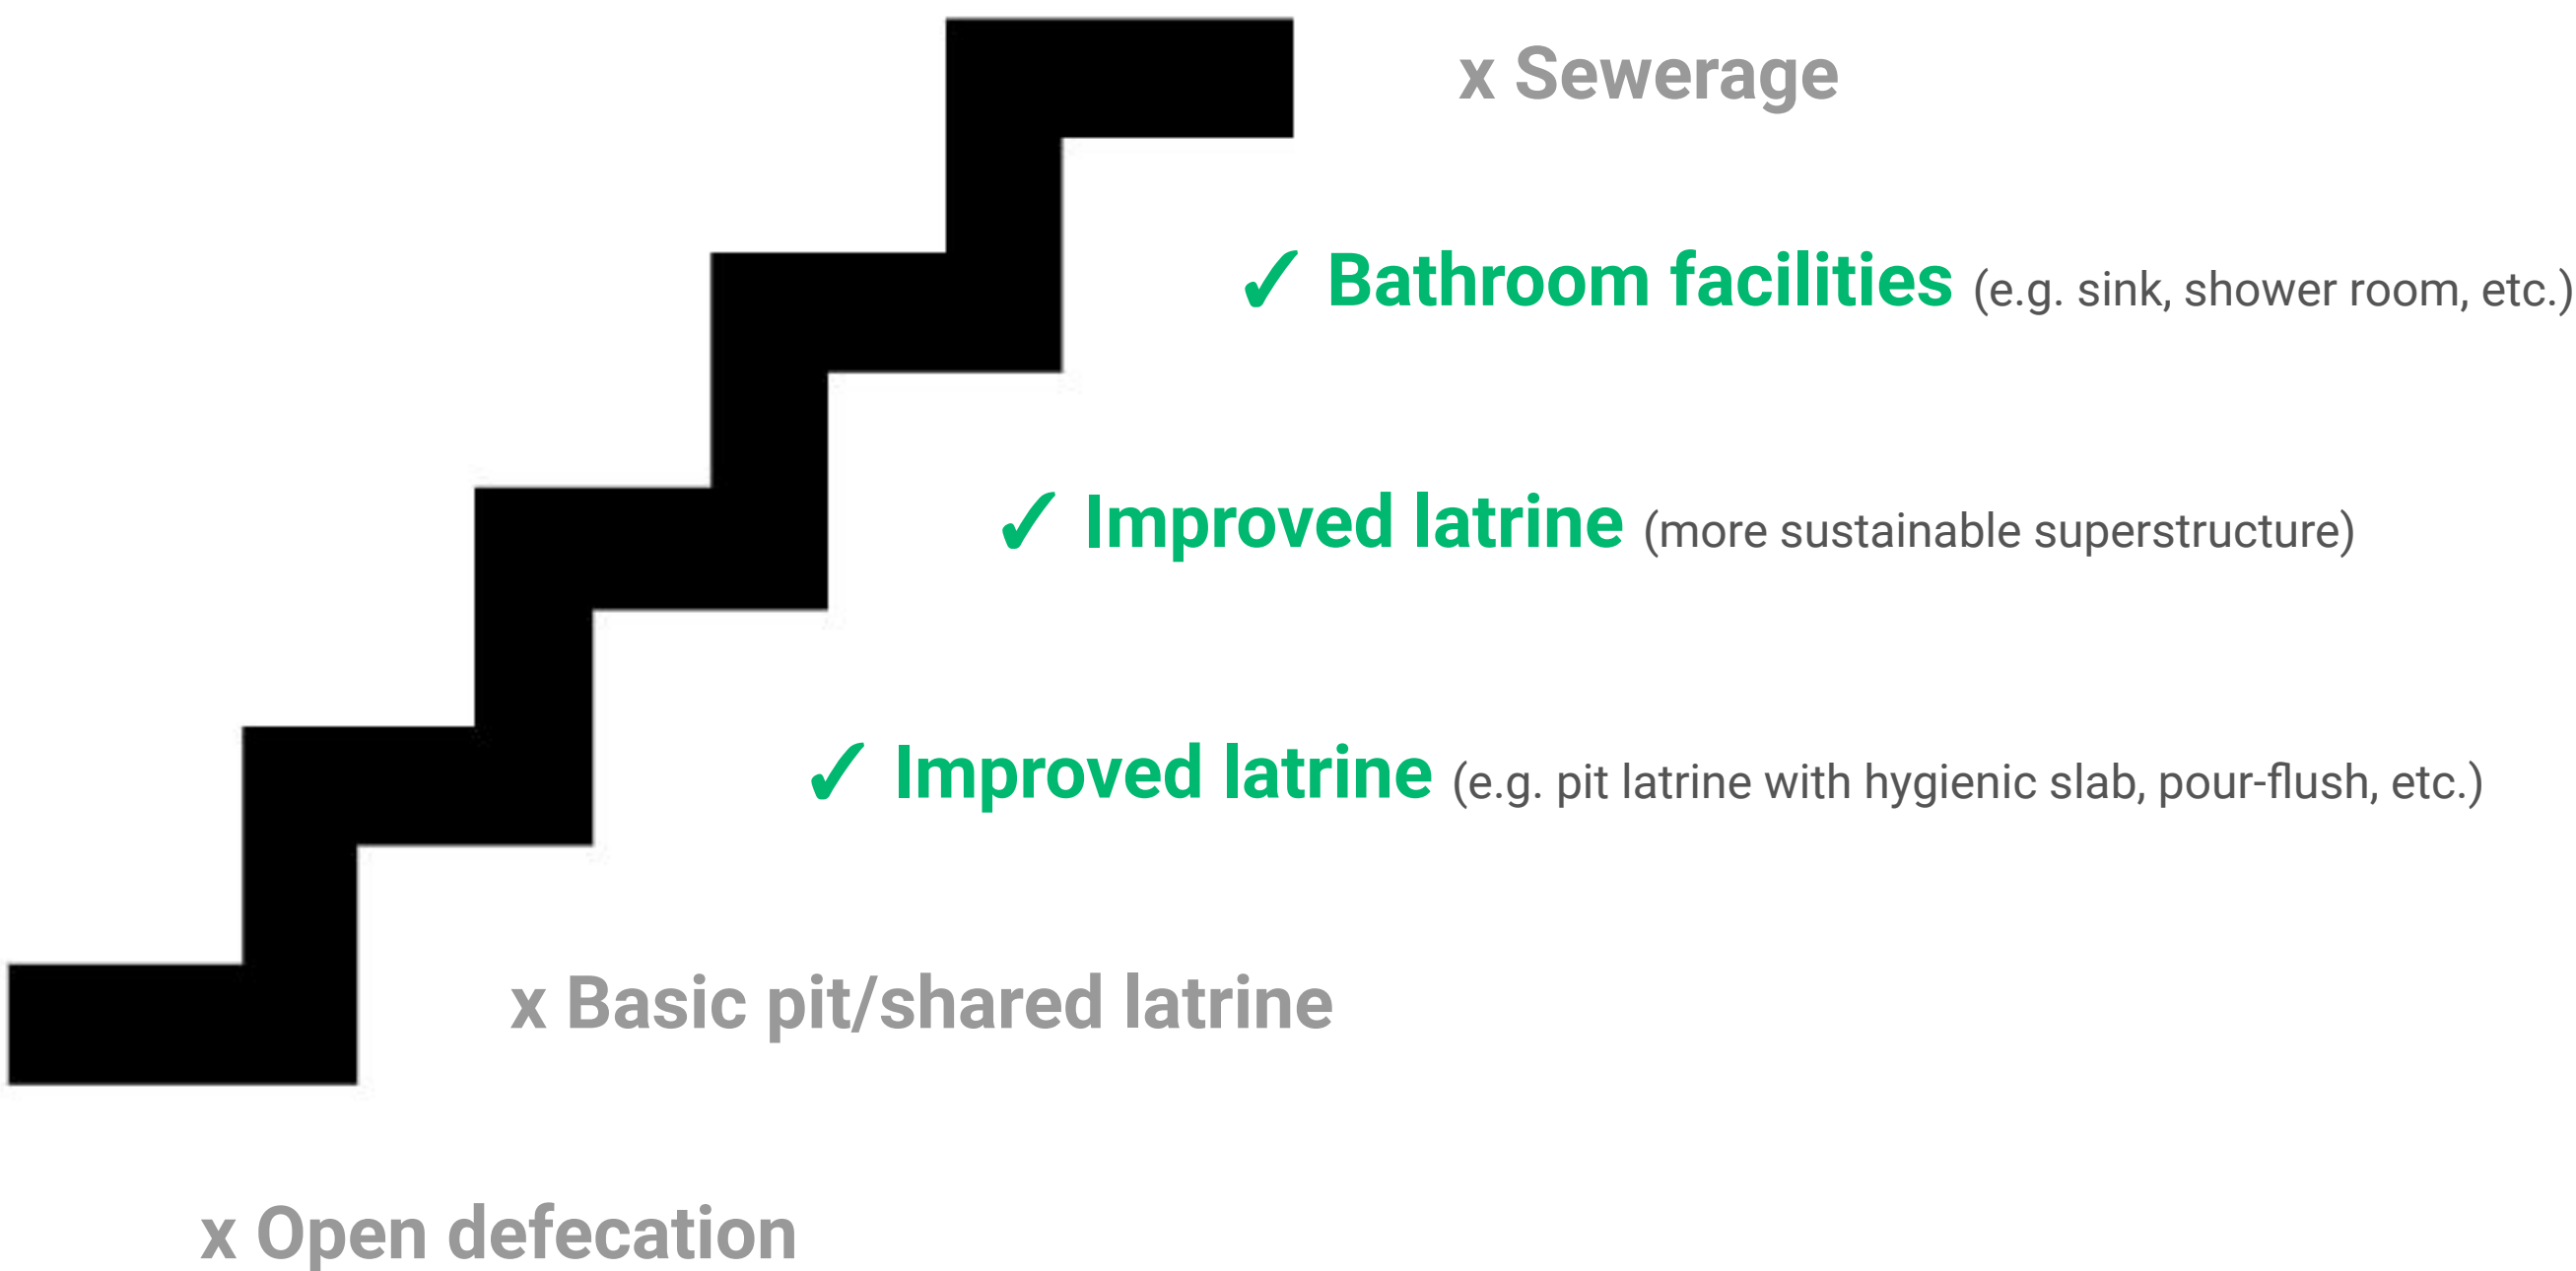 x Sewerage
✓ Bathroom facilities (e.g. sink, shower room, etc.)
✓ Improved latrine (more sustainable superstructure)
✓ Improved latrine (e.g. pit latrine with hygienic slab, pour-flush, etc.)
x Basic pit/shared latrine
x Open defecation